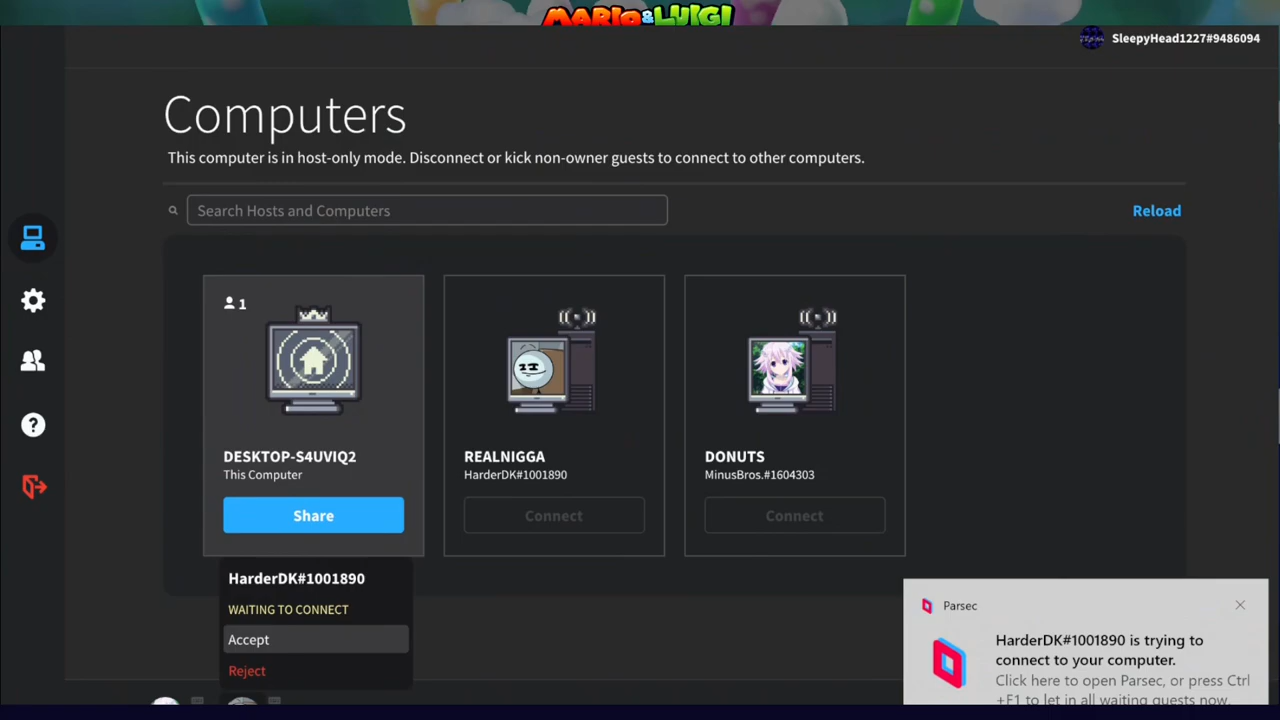 MARIO & LUIGI
SleepyHead1227#9486094
Computers
This computer is in host-only mode. Disconnect or kick non-owner guests to connect to other computers.
Search Hosts and Computers
Reload
1
DESKTOP-S4UVIQ2
This Computer
Share
REALNIGGA
HarderDK#1001890
Connect
DONUTS
MinusBros.#1604303
Connect
HarderDK#1001890
WAITING TO CONNECT
Accept
Reject
Parsec
HarderDK#1001890 is trying to
connect to your computer.
Click here to open Parsec, or press Ctrl
+F1 to let in all waiting guests now.